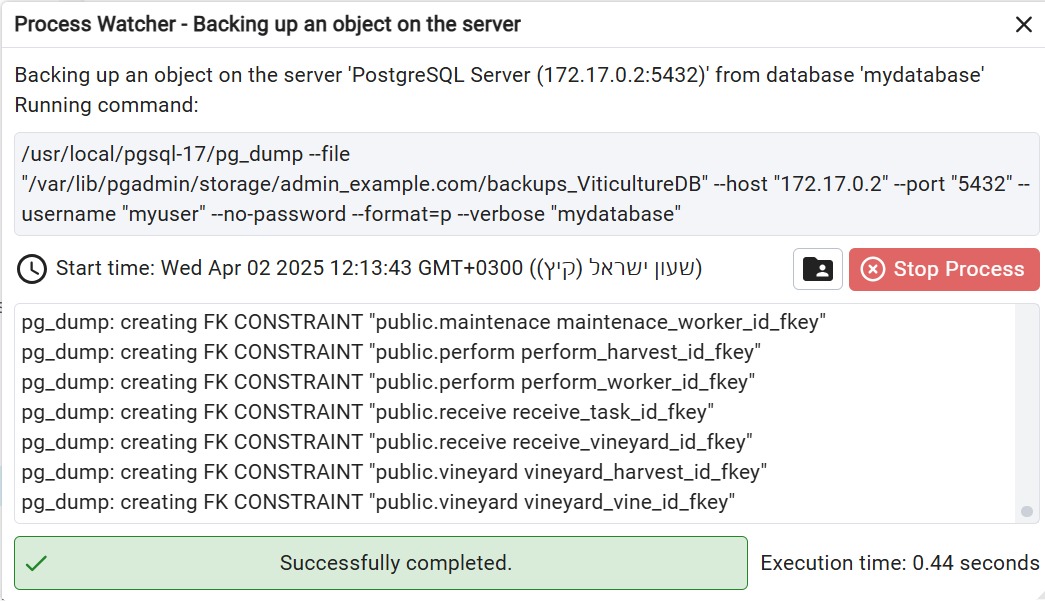 Process Watcher - Backing up an object on the server
Backing up an object on the server 'PostgreSQL Server (172.17.0.2:5432)' from database 'mydatabase'
Running command:
/usr/local/pgsql-17/pg_dump --file
"/var/lib/pgadmin/storage/admin_example.com/backups_ViticultureDB" --host "172.17.0.2" --port "5432" --
username "myuser" --no-password --format=p --verbose "mydatabase"
Start time: Wed Apr 02 2025 12:13:43 GMT+0300 (שעון ישראל (קיץ))
Stop Process
pg_dump: creating FK CONSTRAINT "public.maintenace maintenace_worker_id_fkey"
pg_dump: creating FK CONSTRAINT "public.perform perform_harvest_id_fkey"
pg_dump: creating FK CONSTRAINT "public.perform perform_worker_id_fkey"
pg_dump: creating FK CONSTRAINT "public.receive receive_task_id_fkey"
pg_dump: creating FK CONSTRAINT "public.receive receive_vineyard_id_fkey"
pg_dump: creating FK CONSTRAINT "public.vineyard vineyard_harvest_id_fkey"
pg_dump: creating FK CONSTRAINT "public.vineyard vineyard_vine_id_fkey"
Successfully completed.
Execution time: 0.44 seconds